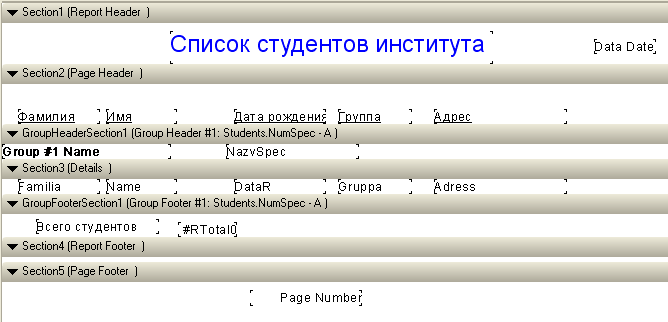 Section1 (Report Header )
Список студентов института
Data Date
Section2 (Page Header )
Фамилия Имя Дата рождения Группа Адрес
GroupHeaderSection1 (Group Header #1: Students.NumSpec - A )
Group #1 Name NazvSpec
Section3 (Details )
Familia Name DataR Gruppa Adress
GroupFooterSection1 (Group Footer #1: Students.NumSpec - A )
Всего студентов #RTotal0
Section4 (Report Footer )
Section5 (Page Footer )
Page Number